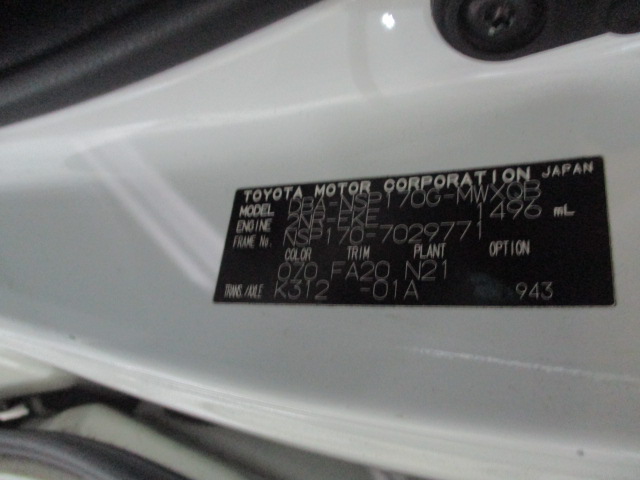 TOYOTA MOTOR CORPORATION JAPAN
MODEL DBA-NSP170G-MWXQB
ENGINE 2NR-FKE 1496 mL
FRAME No. NSP170-7029771
COLOR TRIM PLANT OPTION
070 FA20 N21
TRANS./AXLE K312 -01A 943